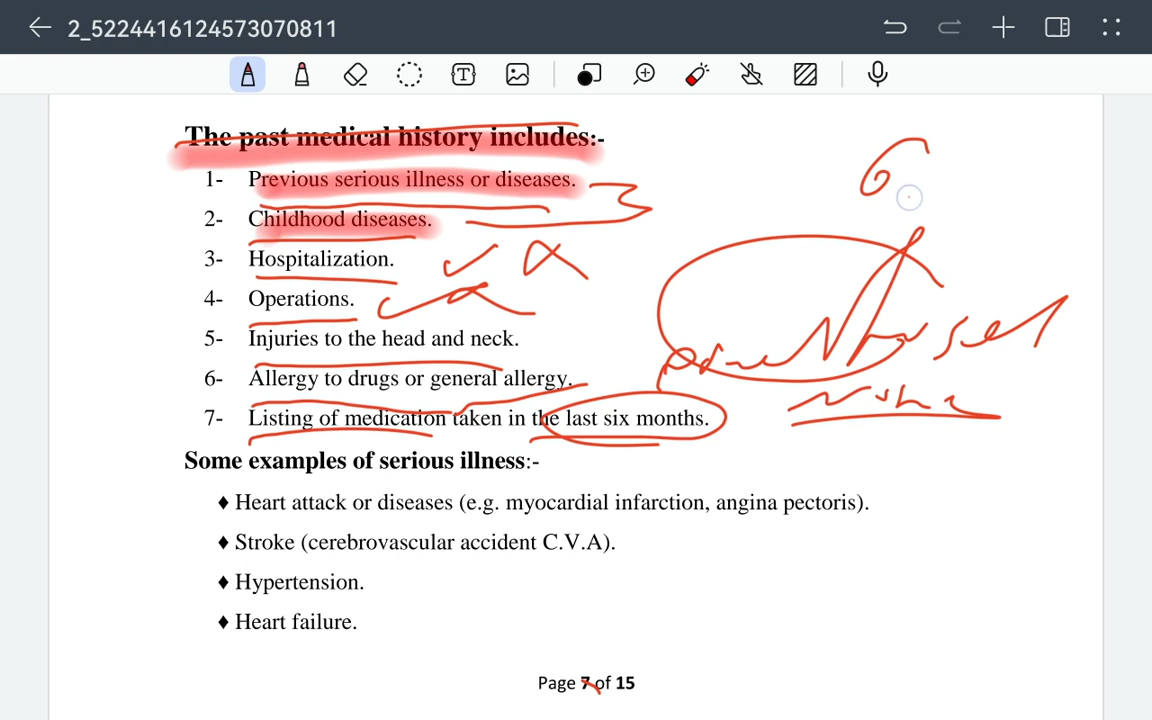 2_5224416124573070811
The past medical history includes:-
1- Previous serious illness or diseases.
2- Childhood diseases.
3- Hospitalization.
4- Operations.
5- Injuries to the head and neck.
6- Allergy to drugs or general allergy.
7- Listing of medication taken in the last six months.
Some examples of serious illness:-
♦ Heart attack or diseases (e.g. myocardial infarction, angina pectoris).
♦ Stroke (cerebrovascular accident C.V.A).
♦ Hypertension.
♦ Heart failure.
Page 7 of 15
6